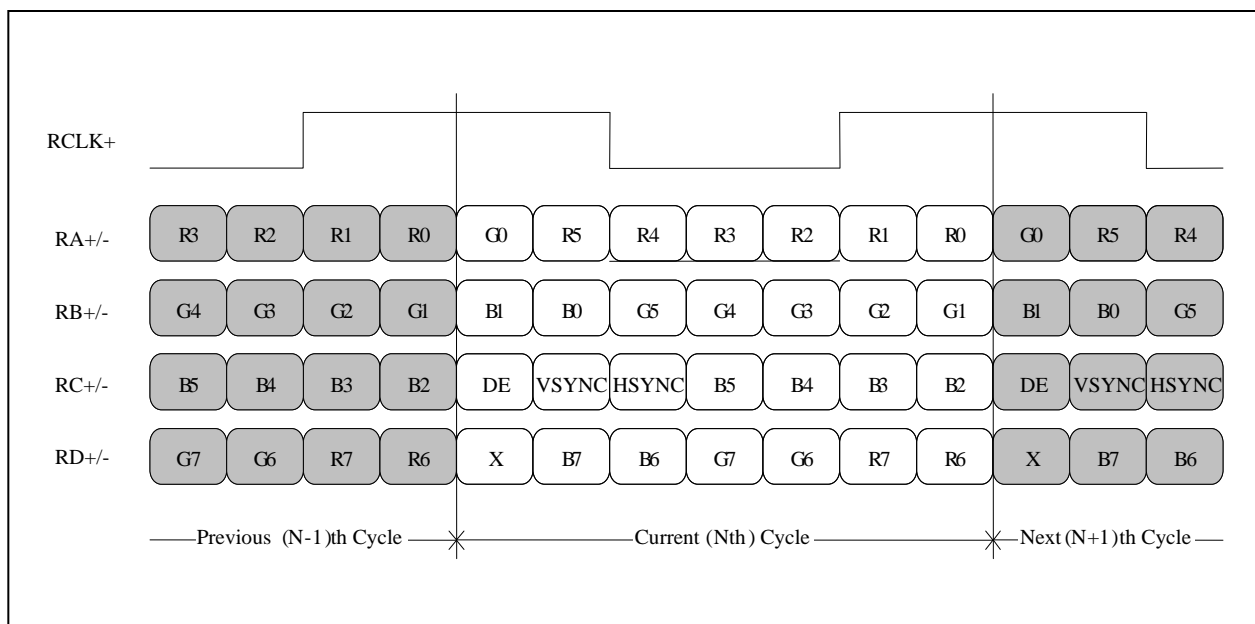 RCLK+
RA+/- R3 R2 R1 R0 G0 R5 R4 R3 R2 R1 R0 G0 R5 R4
RB+/- G4 G3 G2 G1 B1 B0 G5 G4 G3 G2 G1 B1 B0 G5
RC+/- B5 B4 B3 B2 DE VSYNC HSYNC B5 B4 B3 B2 DE VSYNC HSYNC
RD+/- G7 G6 R7 R6 X B7 B6 G7 G6 R7 R6 X B7 B6
Previous (N-1)th Cycle Current (Nth) Cycle Next (N+1)th Cycle